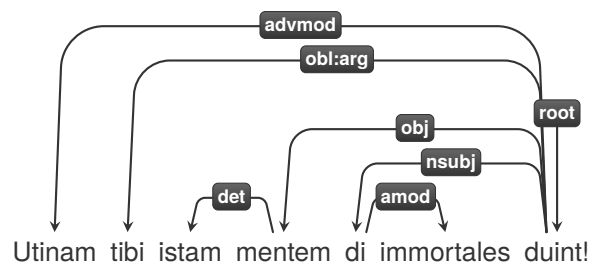 advmod
obl:arg
root
obj
nsubj
det amod
Utinam tibi istam mentem di immortales duint!